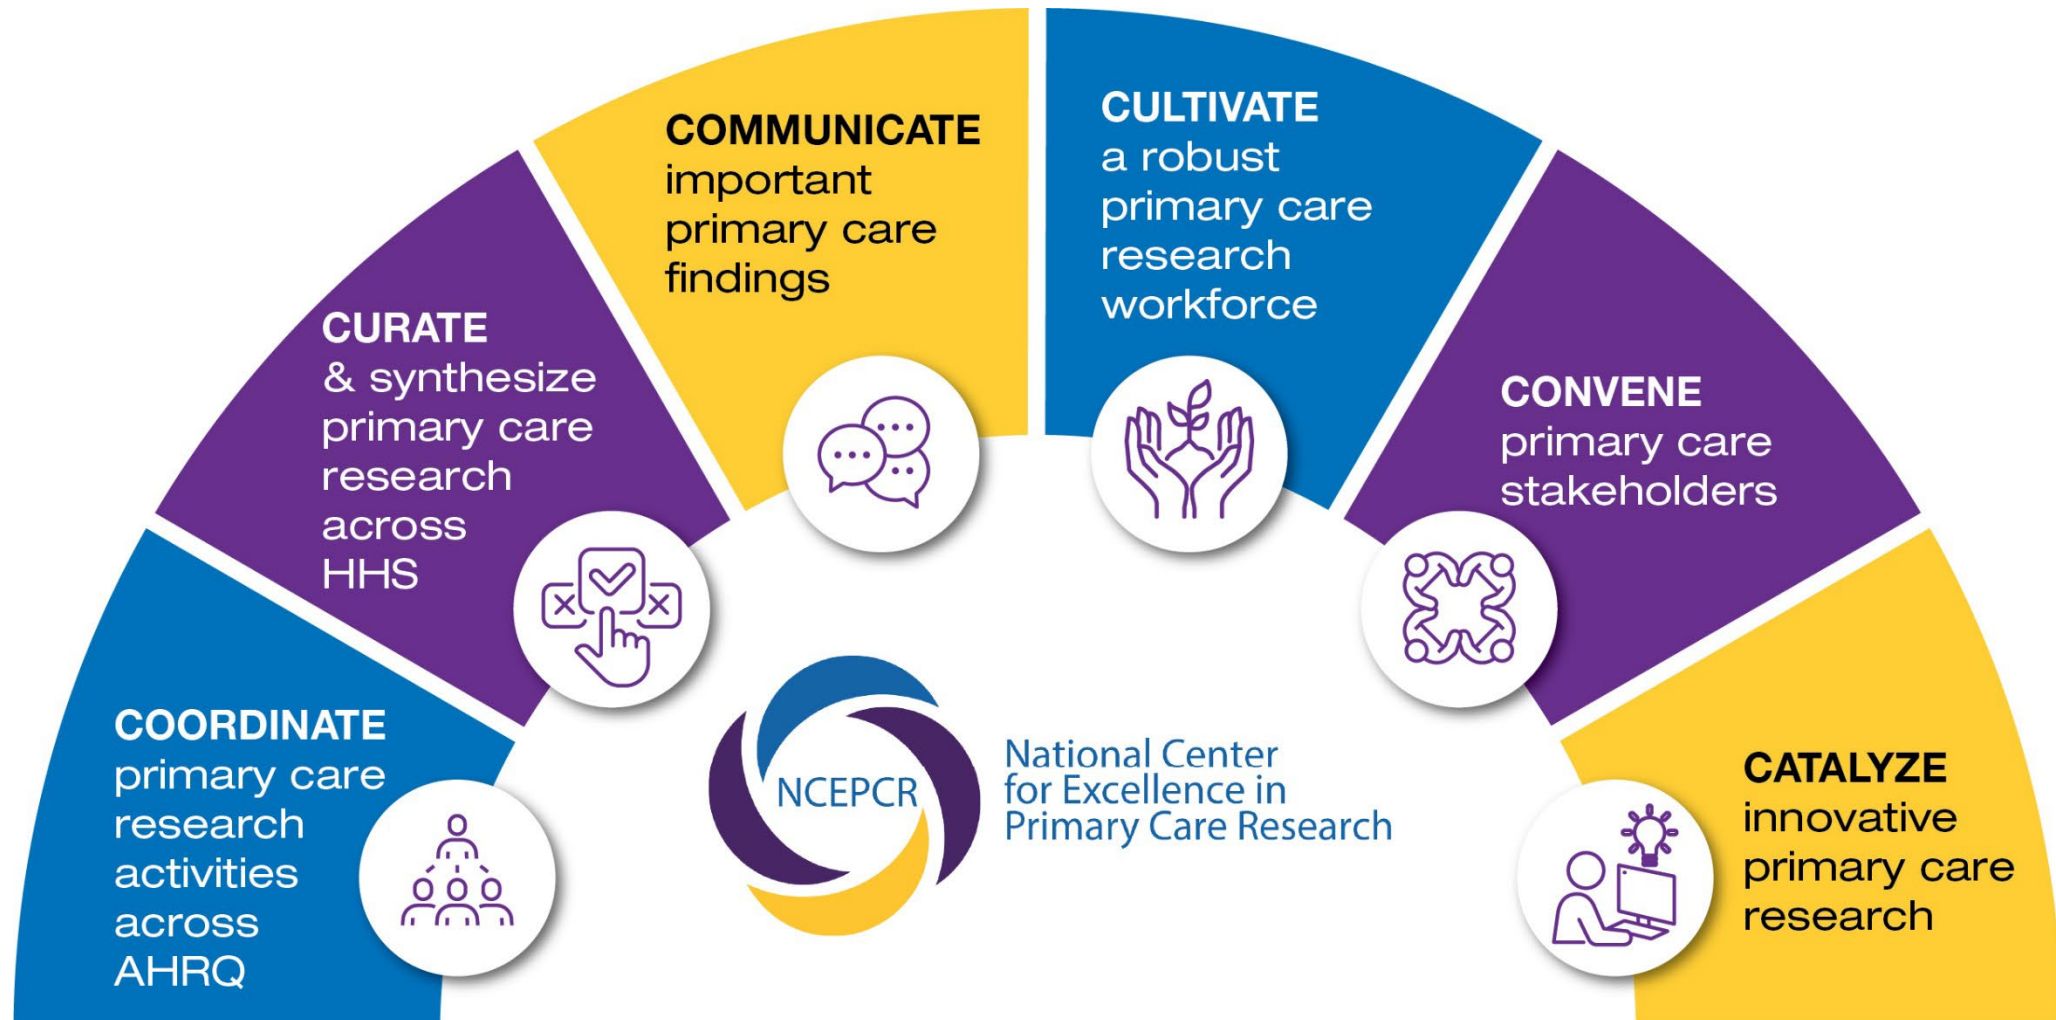 COORDINATE
primary care
research
activities
across
AHRQ
CURATE
& synthesize
primary care
research
across
HHS
COMMUNICATE
important
primary care
findings
CULTIVATE
a robust
primary care
research
workforce
CONVENE
primary care
stakeholders
CATALYZE
innovative
primary care
research
NCEPCR
National Center
for Excellence in
Primary Care Research